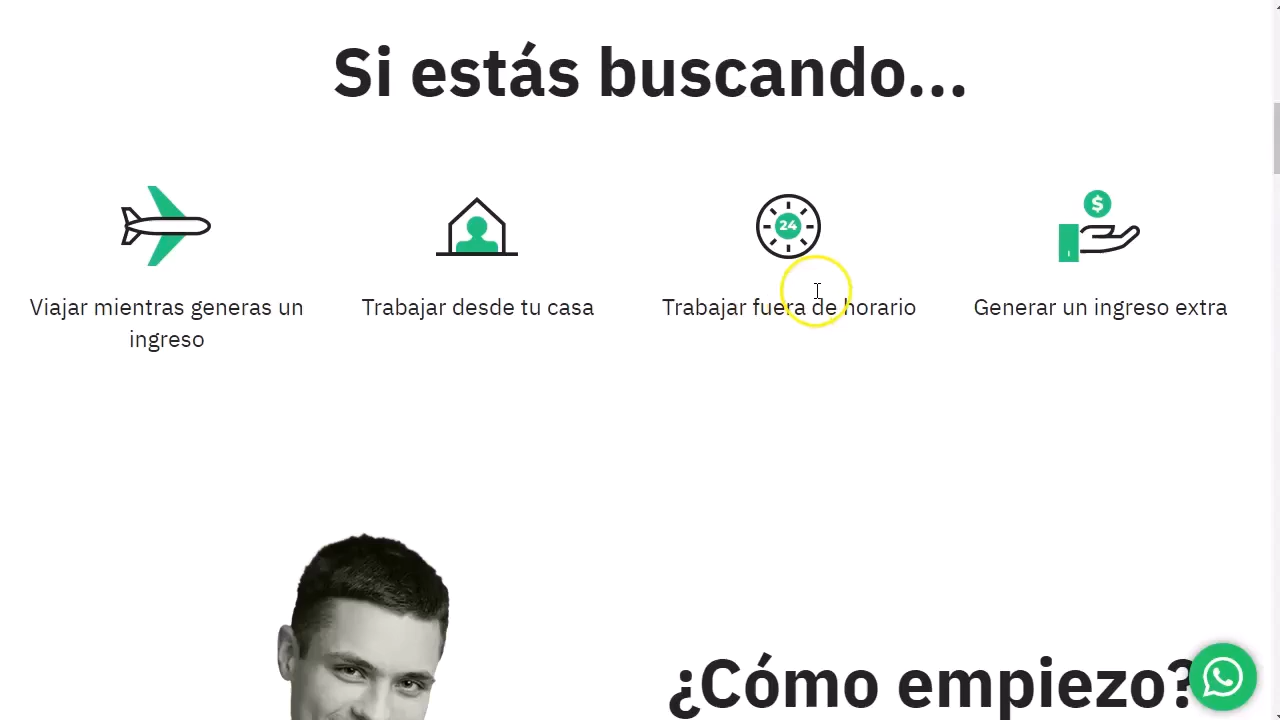 Si estás buscando...
24
$
Viajar mientras generas un
ingreso
Trabajar desde tu casa
Trabajar fuera de horario
Generar un ingreso extra
¿Cómo empiezo?